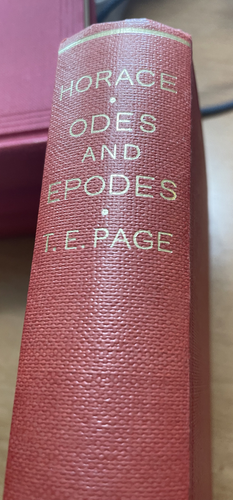 HORACE
ODES
AND
EPODES
T. E. PAGE